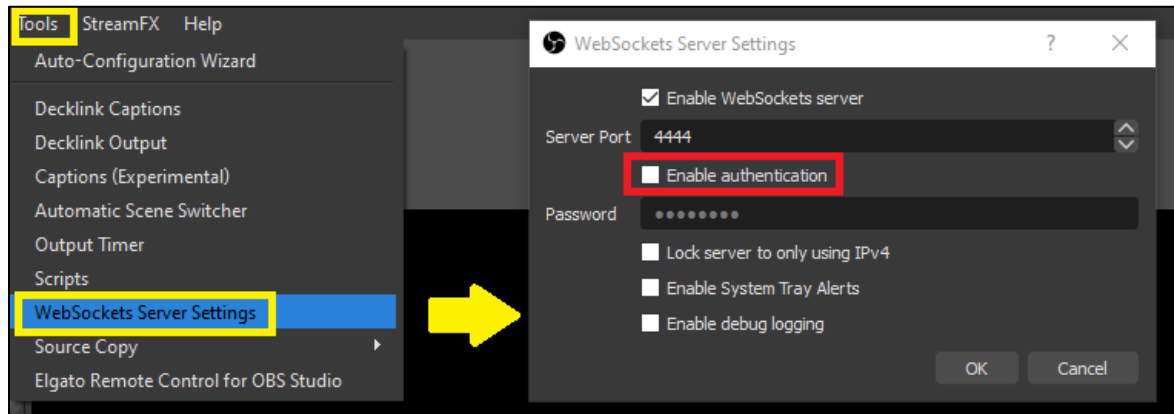 Tools StreamFX Help
Auto-Configuration Wizard
Decklink Captions
Decklink Output
Captions (Experimental)
Automatic Scene Switcher
Output Timer
Scripts
WebSockets Server Settings
Source Copy
Elgato Remote Control for OBS Studio
WebSockets Server Settings ?
Enable WebSockets server
Server Port 4444
Enable authentication
Password ●●●●●●●●
Lock server to only using IPv4
Enable System Tray Alerts
Enable debug logging
OK Cancel